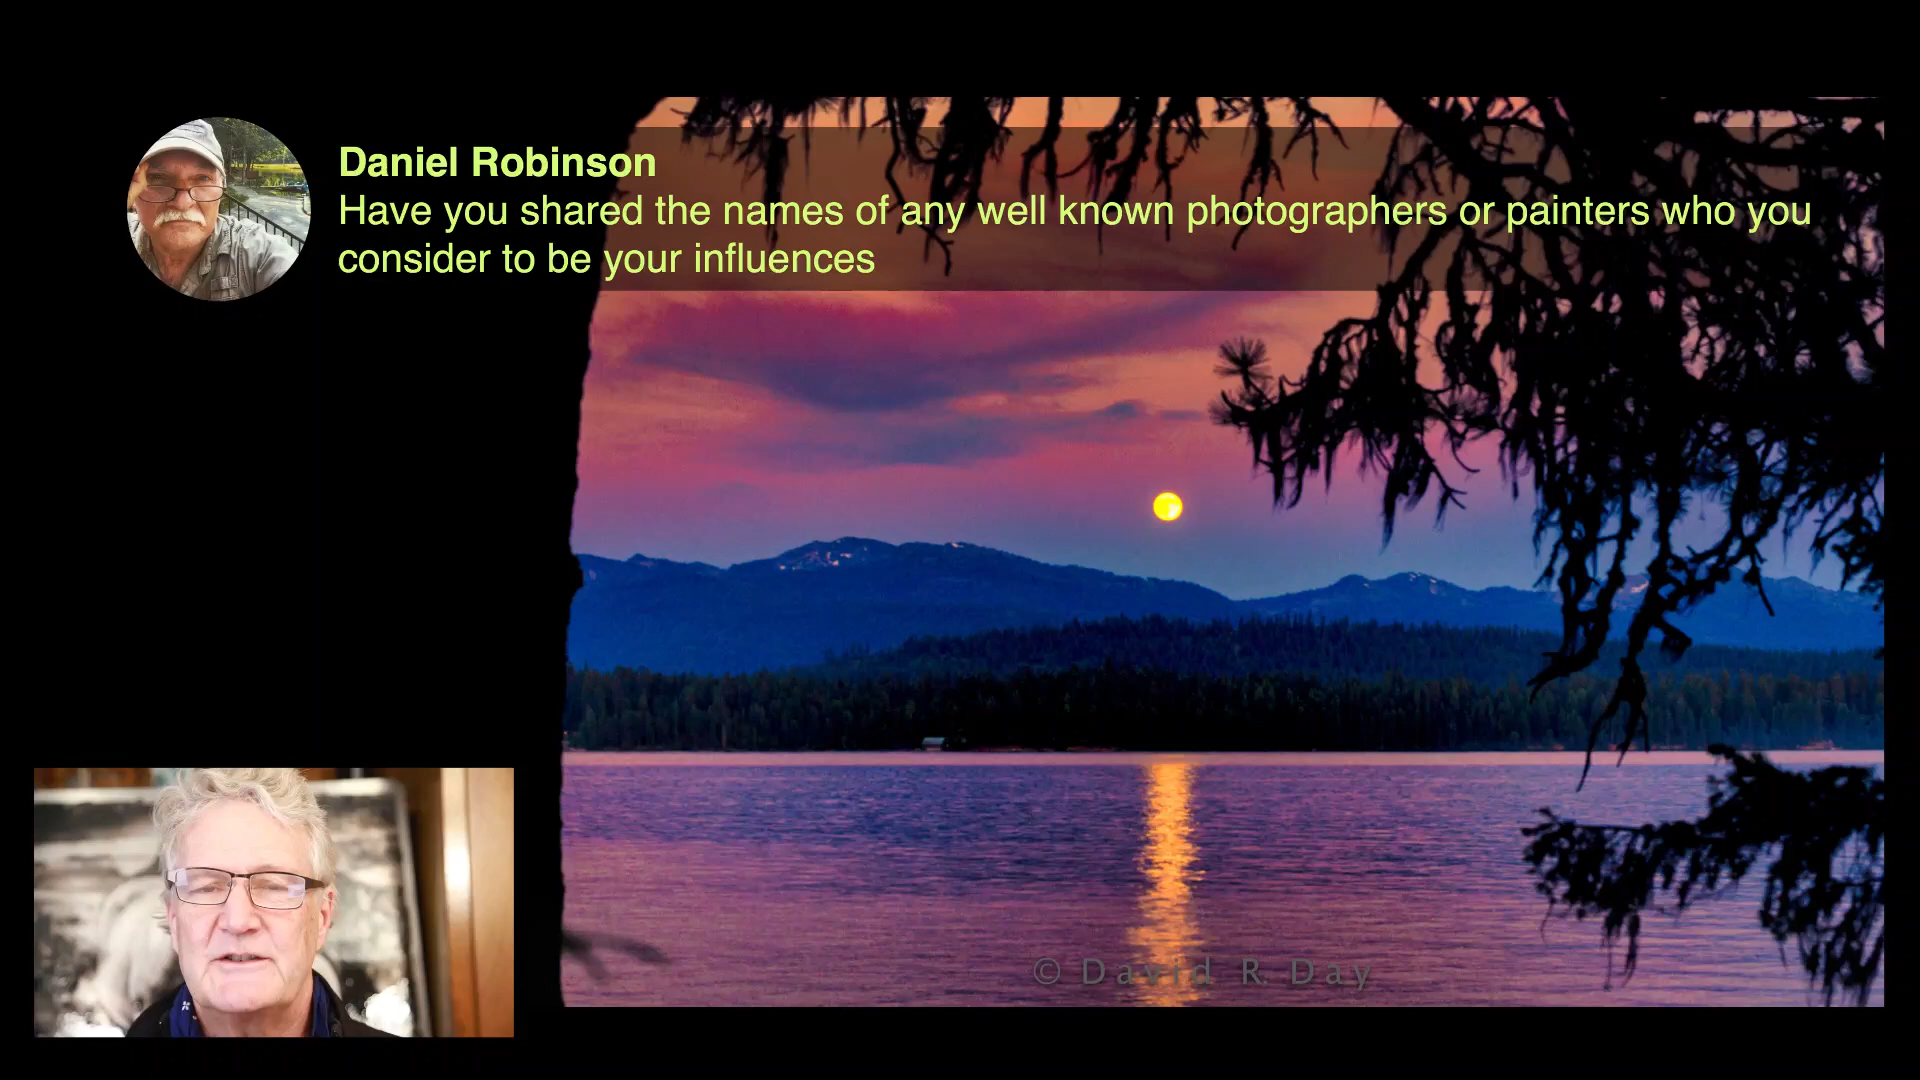 Daniel Robinson
Have you shared the names of any well known photographers or painters who you
consider to be your influences
© David R Day